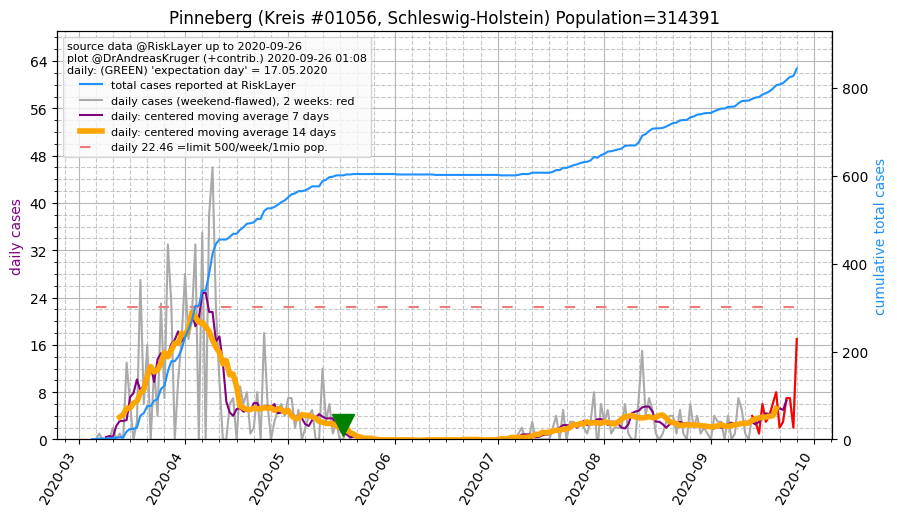 Pinneberg (Kreis #01056, Schleswig-Holstein) Population=314391
source data @RiskLayer up to 2020-09-26
plot @DrAndreasKruger (+contrib.) 2020-09-26 01:08
daily: (GREEN) 'expectation day' = 17.05.2020
total cases reported at RiskLayer
daily cases (weekend-flawed), 2 weeks: red
daily: centered moving average 7 days
daily: centered moving average 14 days
daily 22.46 =limit 500/week/1mio pop.
daily cases
64
56
48
40
32
24
16
8
0
cumulative total cases
800
600
400
200
0
2020-03
2020-04
2020-05
2020-06
2020-07
2020-08
2020-09
2020-10